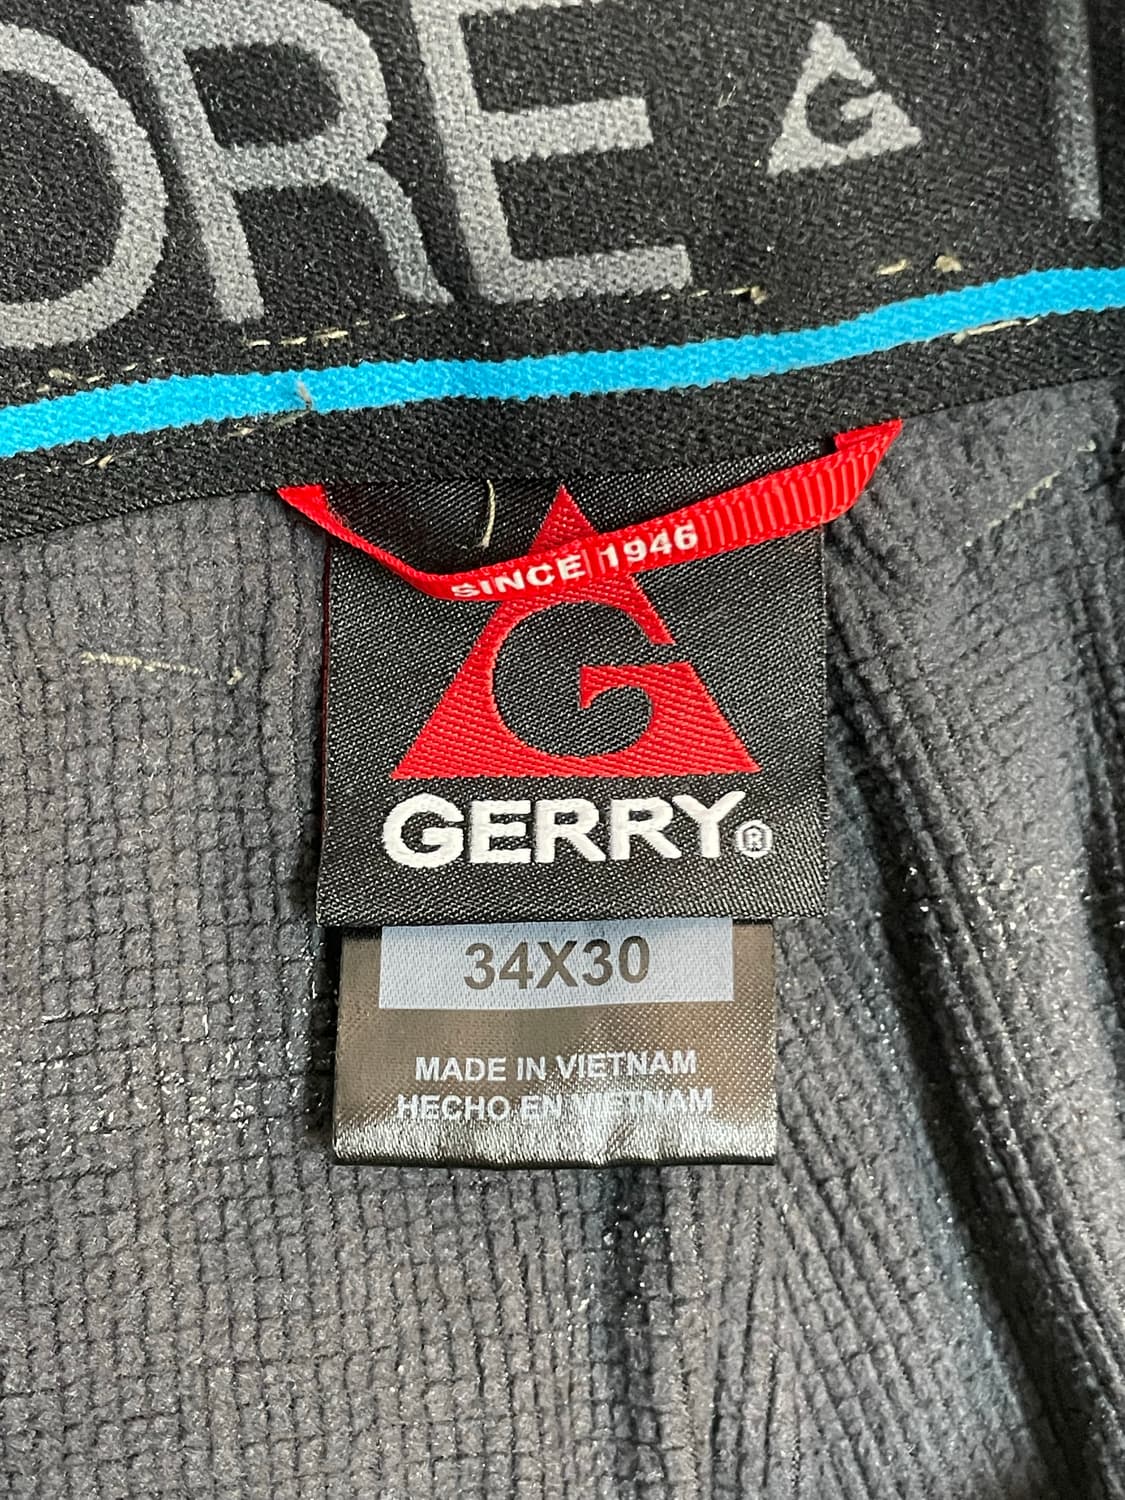 ORE G
SINCE 1946
G
GERRY®
34X30
MADE IN VIETNAM
HECHO EN VIETNAM